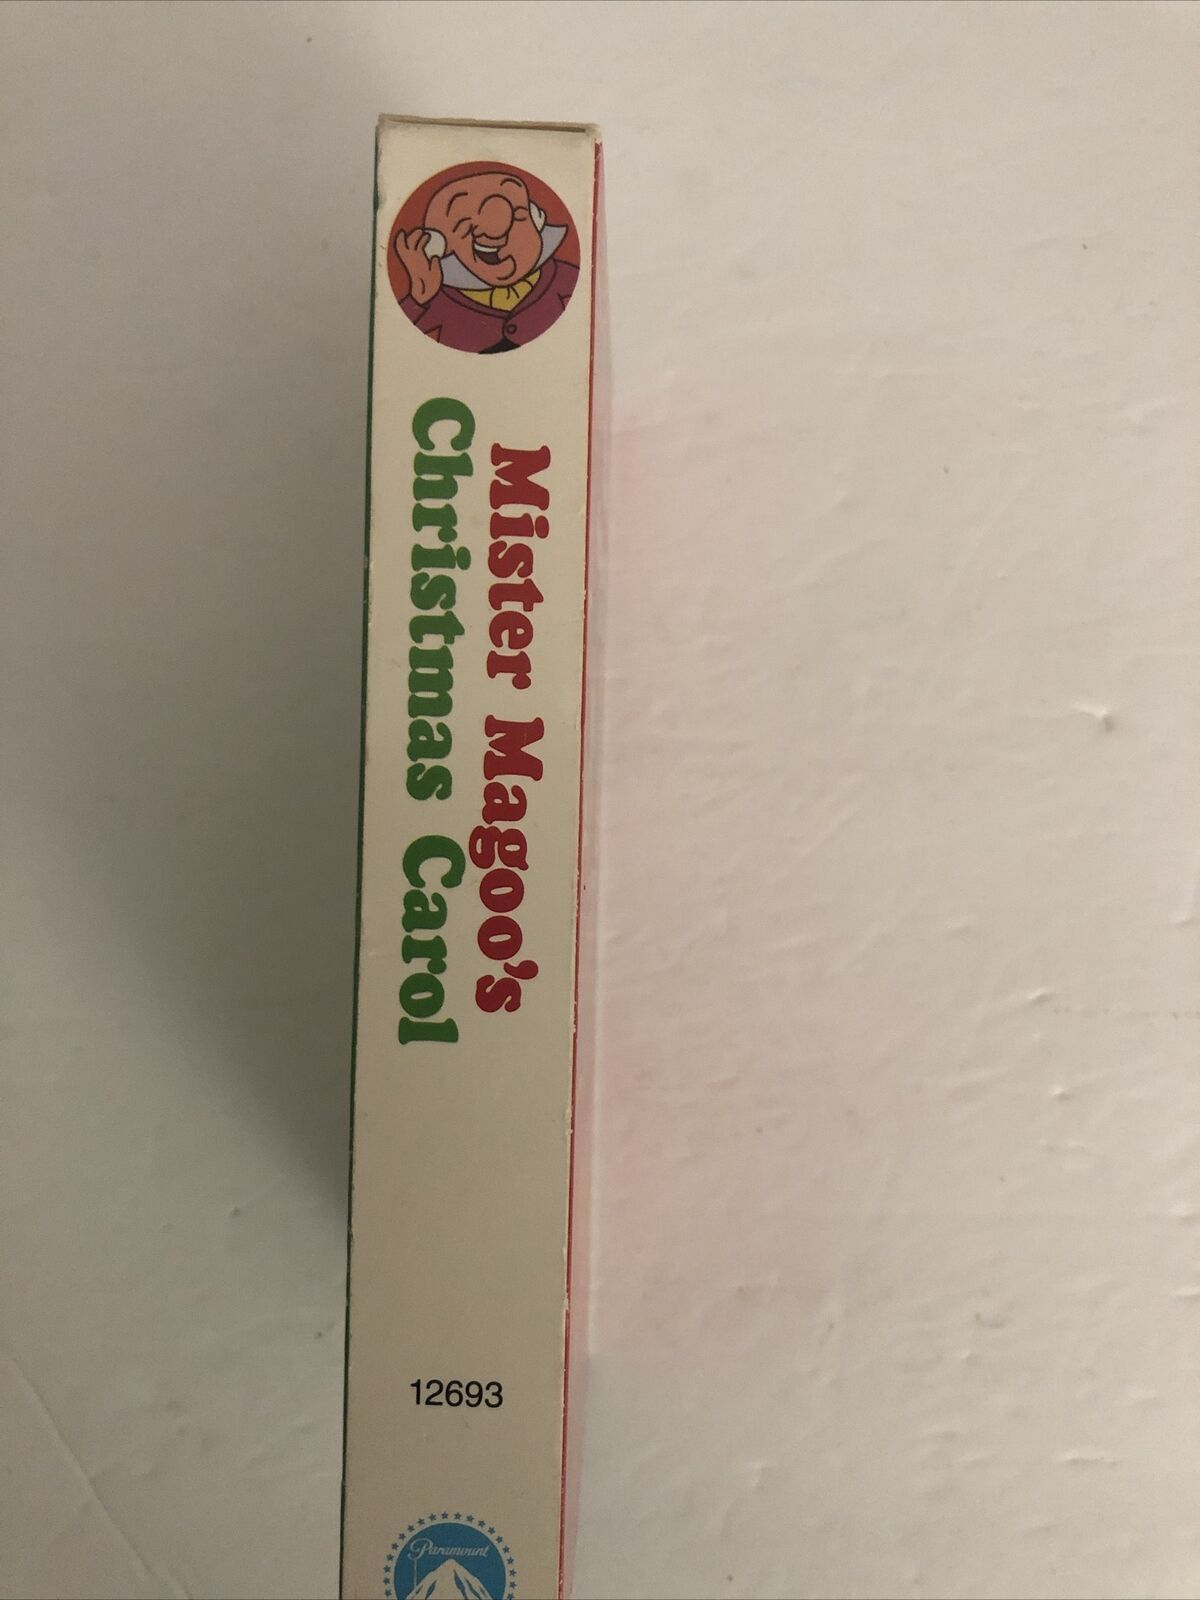 Mister Magoo's
Christmas Carol
12693
Paramount